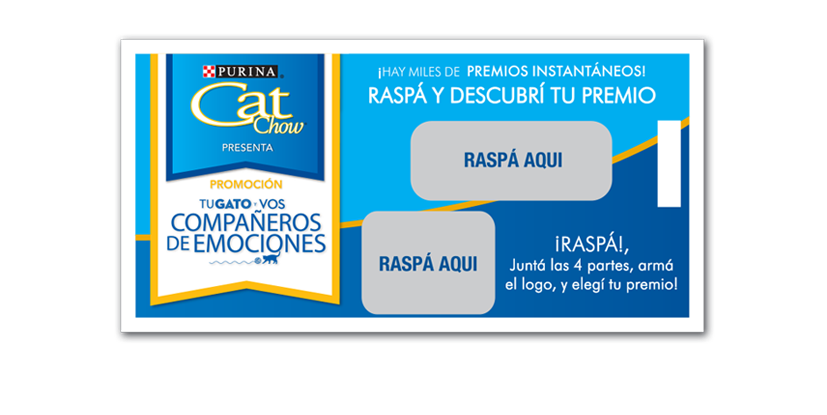 PURINA
Cat
Chow
PRESENTA
PROMOCIÓN
TU GATO Y VOS
COMPAÑEROS
DE EMOCIONES
¡HAY MILES DE PREMIOS INSTANTÁNEOS!
RASPÁ Y DESCUBRÍ TU PREMIO
RASPÁ AQUI
RASPÁ AQUI
¡RASPÁ!,
Juntá las 4 partes, armá
el logo, y elegí tu premio!